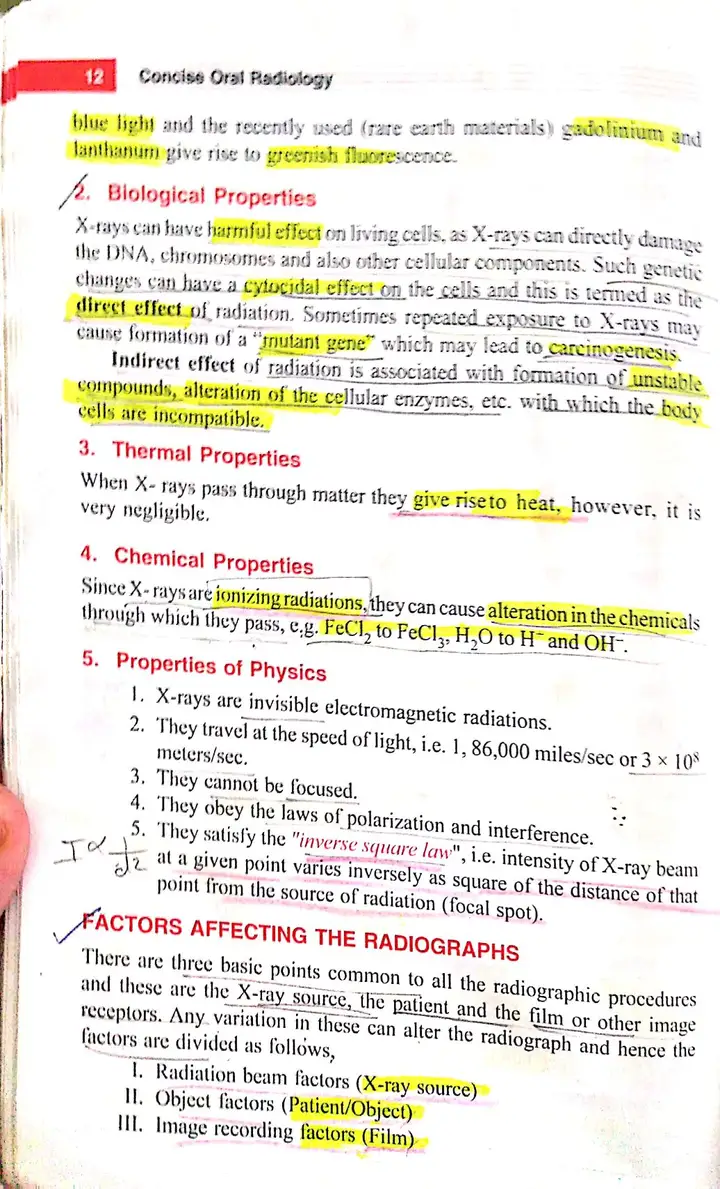 12 Concise Oral Radiology
blue light and the recently used (rare earth materials) gadolinium and
lanthanum give rise to greenish fluorescence.
2. Biological Properties
X-rays can have harmful effect on living cells, as X-rays can directly damage
the DNA, chromosomes and also other cellular components. Such genetic
changes can have a cytocidal effect on the cells and this is termed as the
direct effect of radiation. Sometimes repeated exposure to X-rays may
cause formation of a "mutant gene" which may lead to carcinogenesis.
Indirect effect of radiation is associated with formation of unstable
compounds, alteration of the cellular enzymes, etc. with which the body
cells are incompatible.
3. Thermal Properties
When X- rays pass through matter they give rise to heat, however, it is
very negligible.
4. Chemical Properties
Since X- rays are ionizing radiations, they can cause alteration in the chemicals
through which they pass, e.g. FeCl₂ to FeCl₃, H₂O to H⁻ and OH⁻.
5. Properties of Physics
1. X-rays are invisible electromagnetic radiations.
2. They travel at the speed of light, i.e. 1, 86,000 miles/sec or 3 × 10⁸
meters/sec.
3. They cannot be focused.
4. They obey the laws of polarization and interference.
5. They satisfy the "inverse square law", i.e. intensity of X-ray beam
I ∝ 1/d2
at a given point varies inversely as square of the distance of that
point from the source of radiation (focal spot).
FACTORS AFFECTING THE RADIOGRAPHS
There are three basic points common to all the radiographic procedures
and these are the X-ray source, the patient and the film or other image
receptors. Any variation in these can alter the radiograph and hence the
factors are divided as follows,
I. Radiation beam factors (X-ray source)
II. Object factors (Patient/Object)
III. Image recording factors (Film)